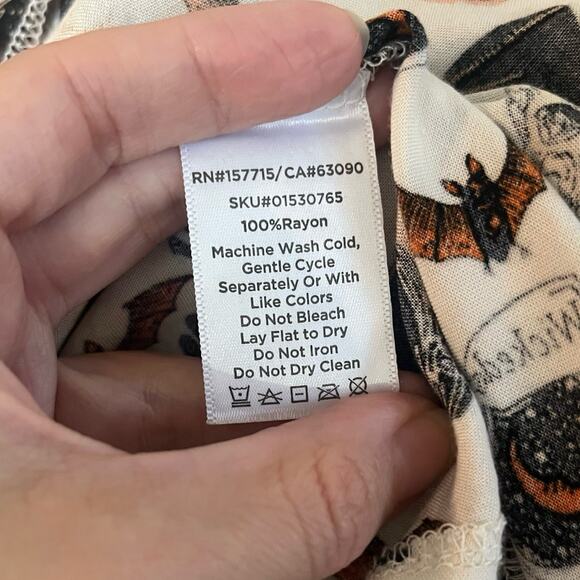 RN#157715/CA#63090
SKU#01530765
100%Rayon
Machine Wash Cold,
Gentle Cycle
Separately Or With
Like Colors
Do Not Bleach
Lay Flat to Dry
Do Not Iron
Do Not Dry Clean
Wicked